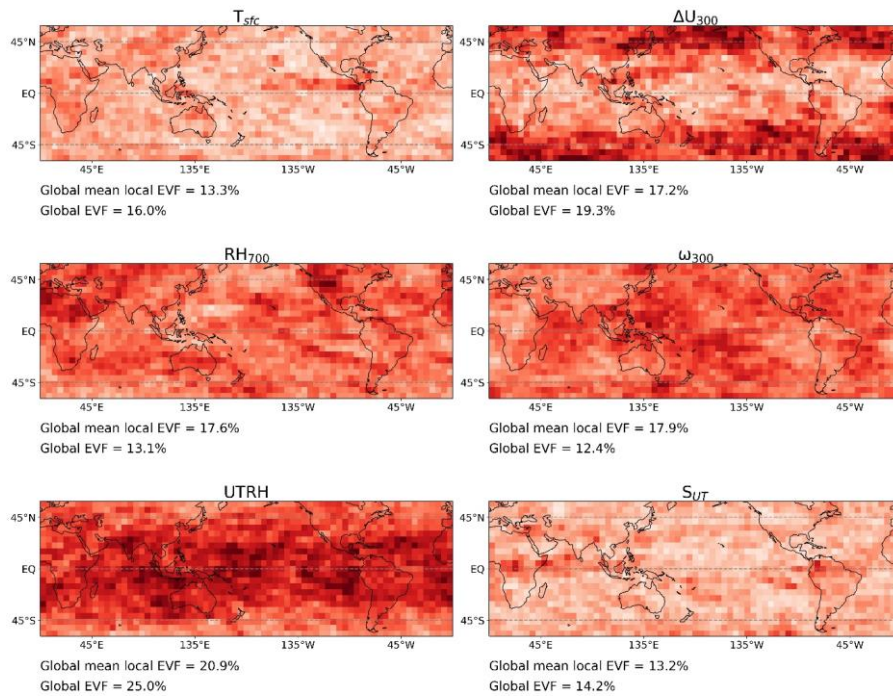 T_sfc
ΔU_300
45°N
EQ
45°S
45°E 135°E 135°W 45°W
Global mean local EVF = 13.3%
Global EVF = 16.0%
45°N
EQ
45°S
45°E 135°E 135°W 45°W
Global mean local EVF = 17.2%
Global EVF = 19.3%
RH_700
ω_300
45°N
EQ
45°S
45°E 135°E 135°W 45°W
Global mean local EVF = 17.6%
Global EVF = 13.1%
45°N
EQ
45°S
45°E 135°E 135°W 45°W
Global mean local EVF = 17.9%
Global EVF = 12.4%
UTRH
S_UT
45°N
EQ
45°S
45°E 135°E 135°W 45°W
Global mean local EVF = 20.9%
Global EVF = 25.0%
45°N
EQ
45°S
45°E 135°E 135°W 45°W
Global mean local EVF = 13.2%
Global EVF = 14.2%